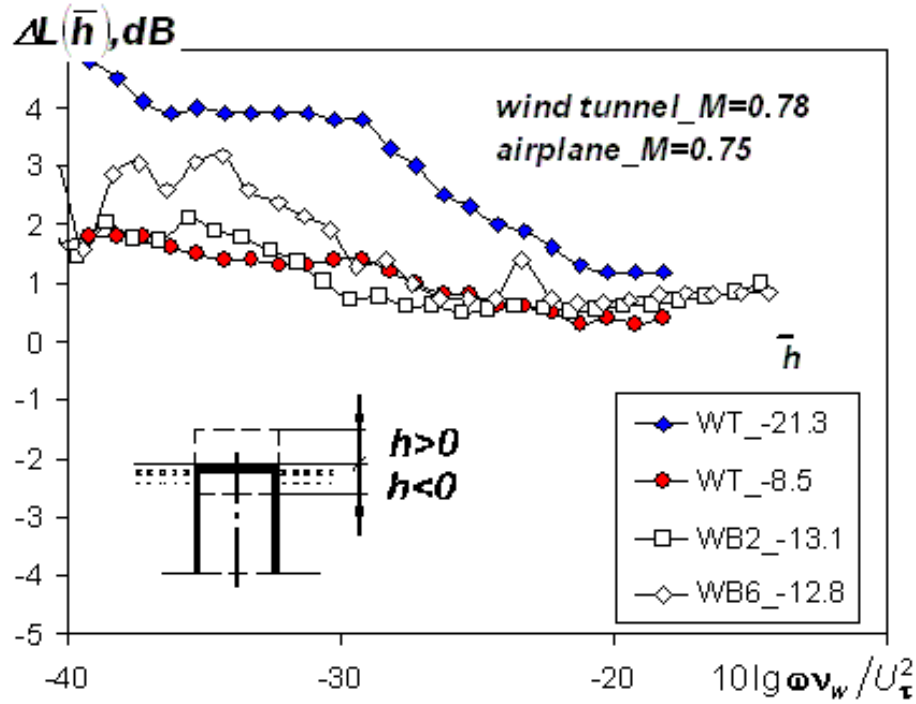 ΔL(h̅),dB
wind tunnel_M=0.78
airplane_M=0.75
4
3
2
1
0
-1
-2
-3
-4
-5
h̅
h>0
h<0
WT_-21.3
WT_-8.5
WB2_-13.1
WB6_-12.8
-40 -30 -20 10lg ων_w/U_τ^2